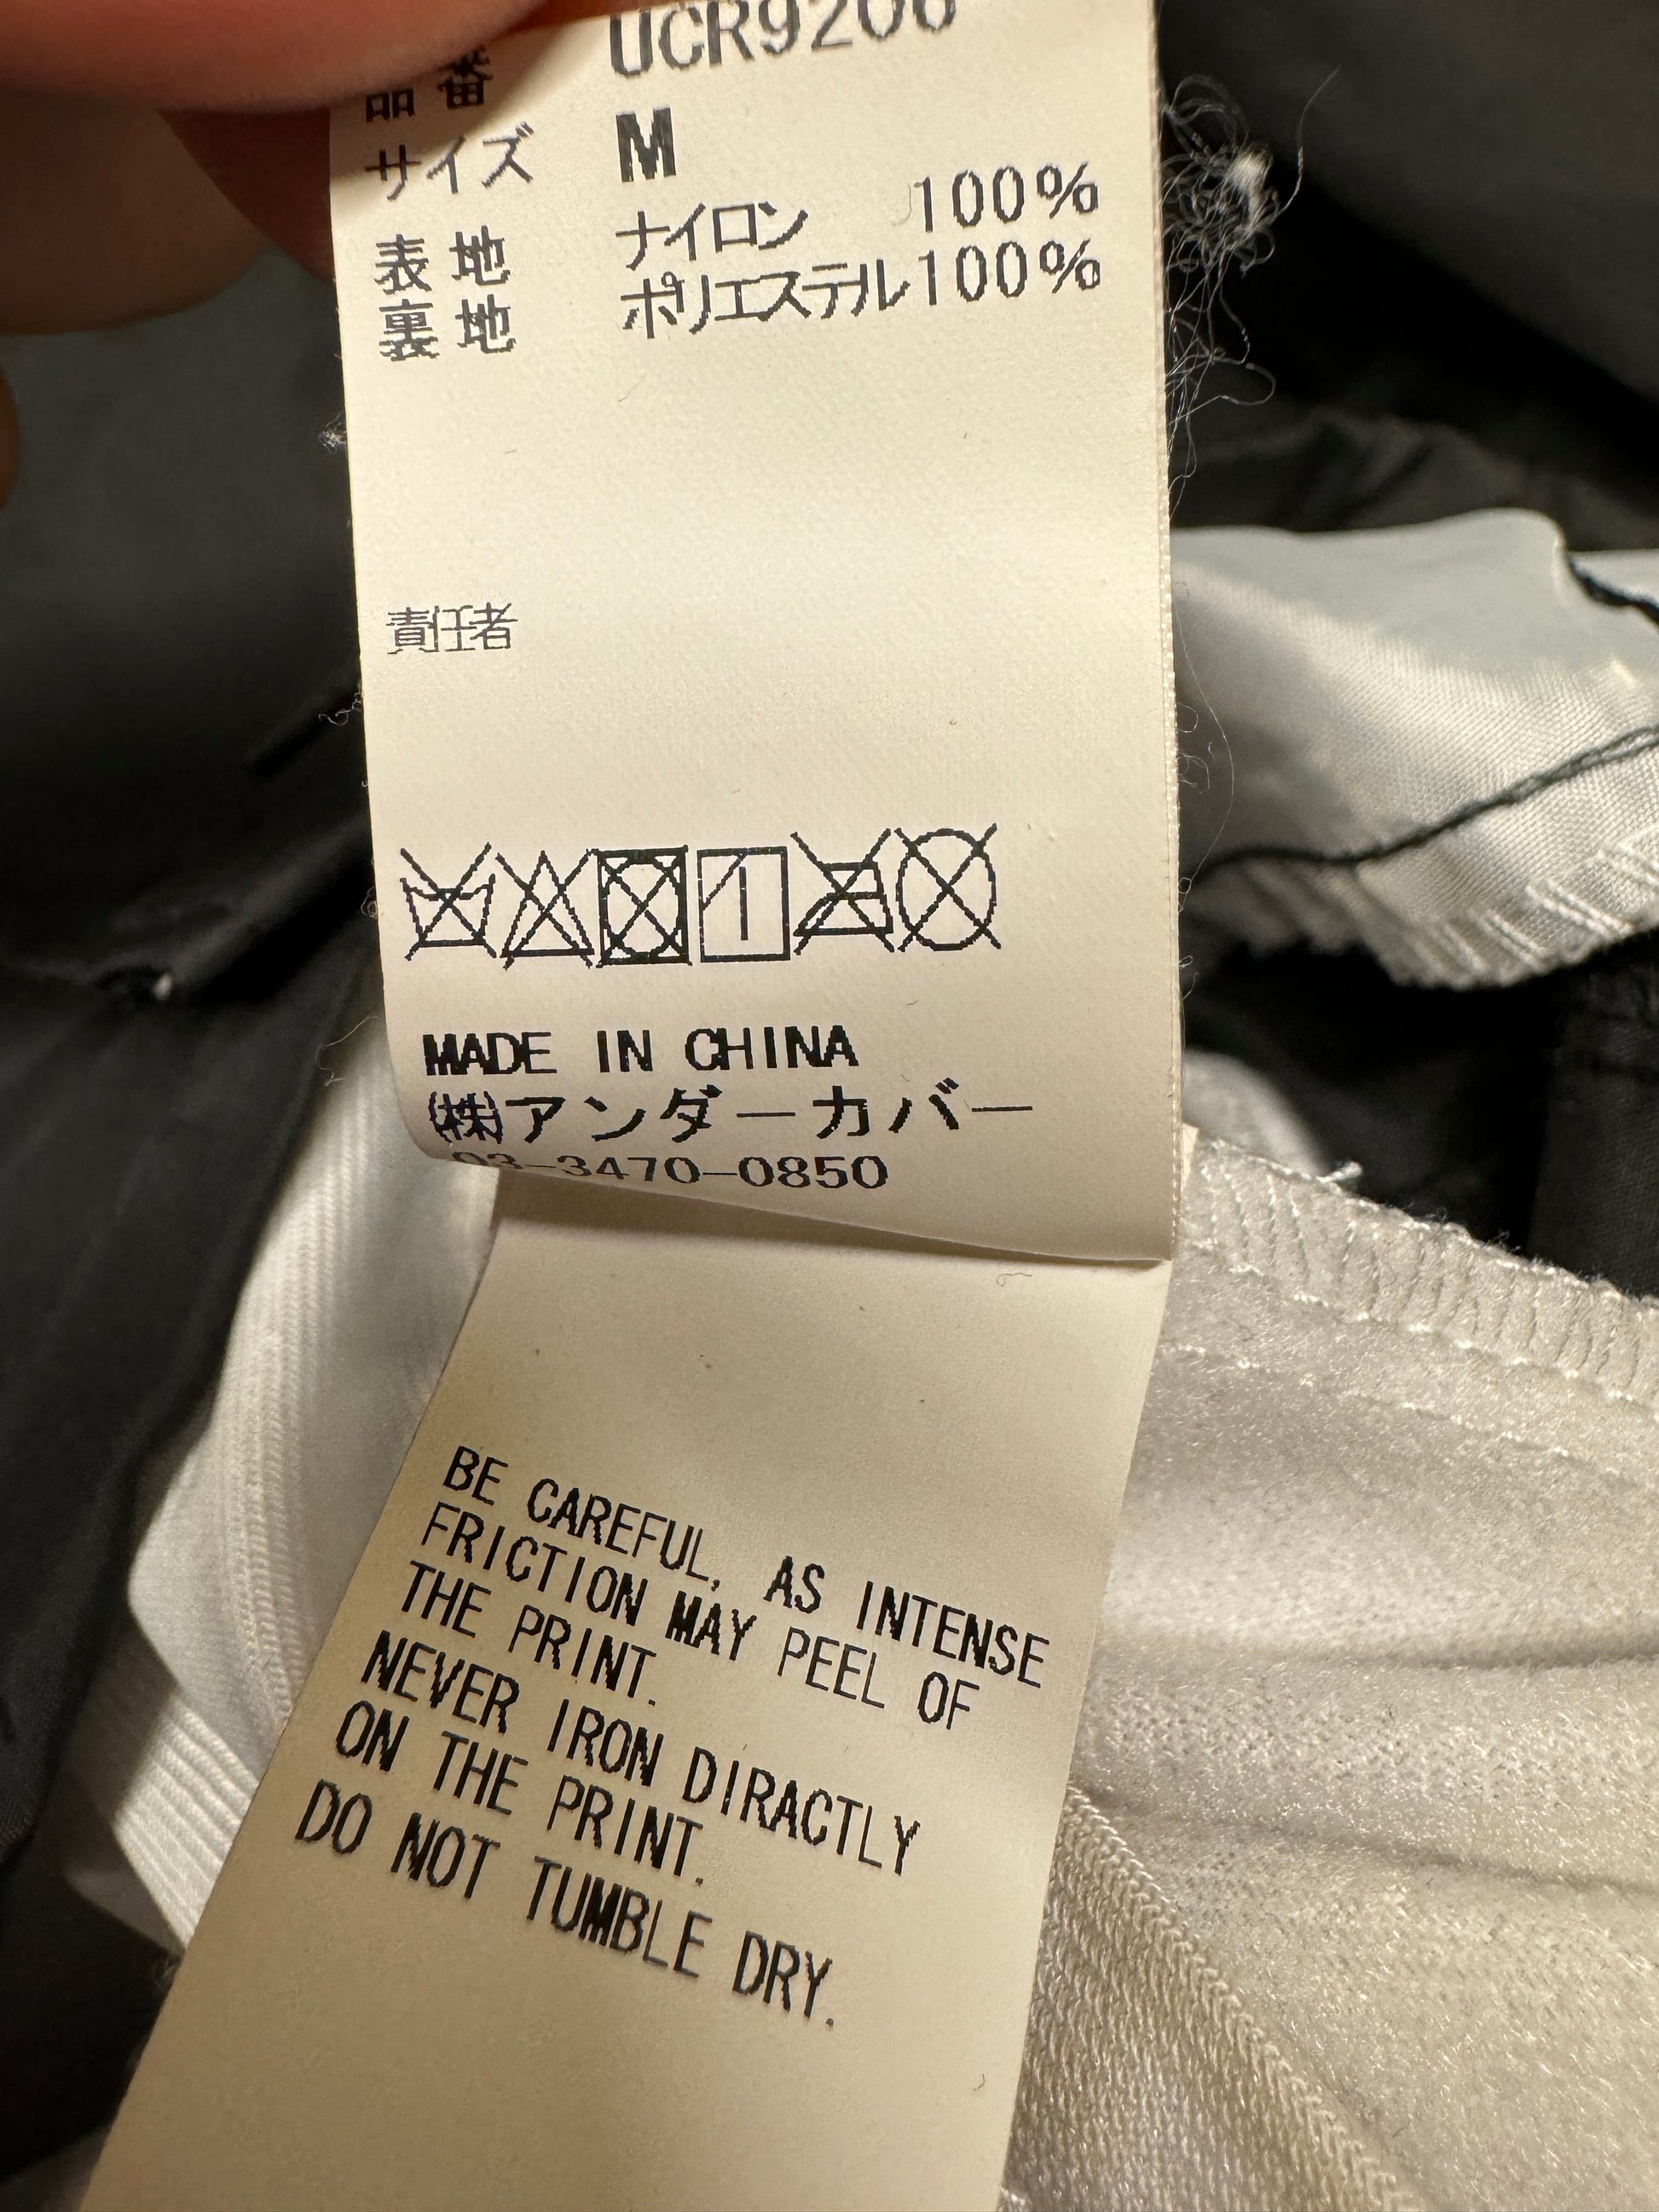 品番 UCR9206
サイズ M
表地 ナイロン 100%
裏地 ポリエステル100%
責任者
MADE IN CHINA
㈱アンダーカバー
03-3470-0850
BE CAREFUL, AS INTENSE
FRICTION MAY PEEL OF
THE PRINT.
NEVER IRON DIRACTLY
ON THE PRINT.
DO NOT TUMBLE DRY.